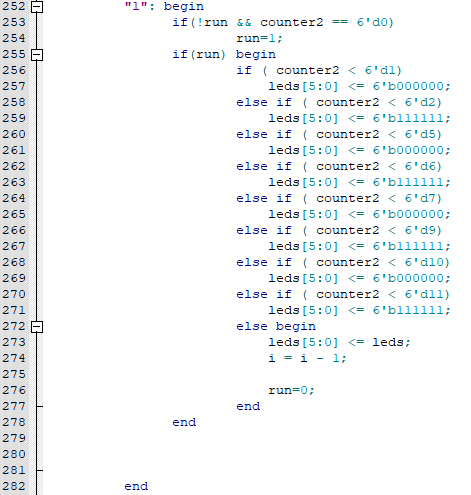 252 "l": begin
253 if(!run && counter2 == 6'd0)
254 run=1;
255 if(run) begin
256 if ( counter2 < 6'd1)
257 leds[5:0] <= 6'b000000;
258 else if ( counter2 < 6'd2)
259 leds[5:0] <= 6'b111111;
260 else if ( counter2 < 6'd5)
261 leds[5:0] <= 6'b000000;
262 else if ( counter2 < 6'd6)
263 leds[5:0] <= 6'b111111;
264 else if ( counter2 < 6'd7)
265 leds[5:0] <= 6'b000000;
266 else if ( counter2 < 6'd9)
267 leds[5:0] <= 6'b111111;
268 else if ( counter2 < 6'd10)
269 leds[5:0] <= 6'b000000;
270 else if ( counter2 < 6'd11)
271 leds[5:0] <= 6'b111111;
272 else begin
273 leds[5:0] <= leds;
274 i = i - 1;
275
276 run=0;
277 end
278 end
279
280
281
282 end